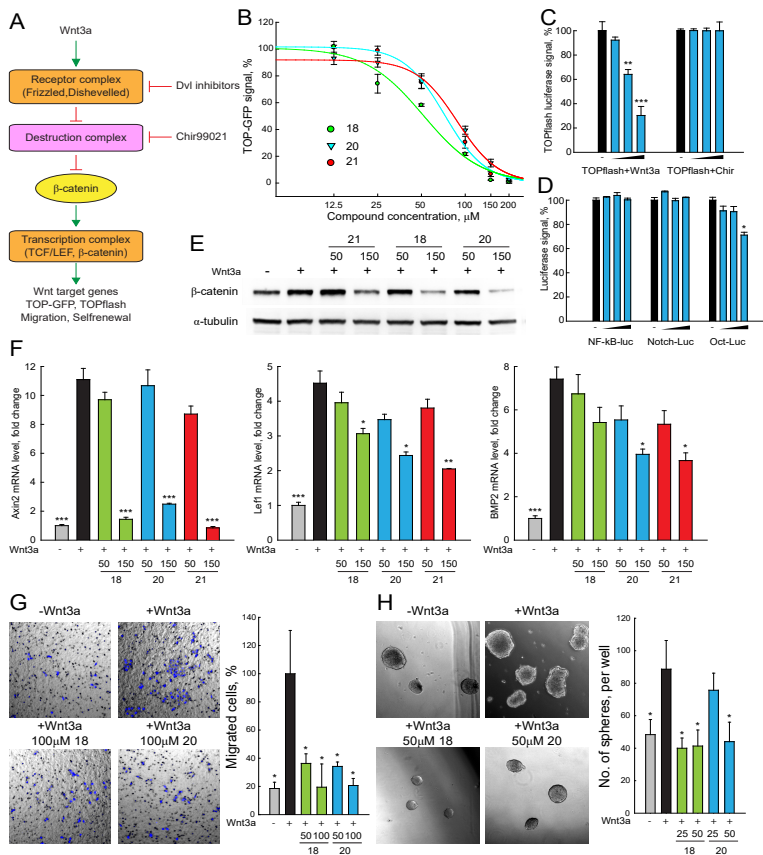 A
Wnt3a
Receptor complex
(Frizzled,Dishevelled)
Dvl inhibitors
Destruction complex
Chir99021
β-catenin
Transcription complex
(TCF/LEF, β-catenin)
Wnt target genes
TOP-GFP, TOPflash
Migration, Selfrenewal
B
TOP-GFP signal, %
100
80
60
40
20
0
18
20
21
12.5 25 50 100 150 200
Compound concentration, µM
C
TOPflash luciferase signal, %
100
80
60
40
20
0
** ***
- -
TOPflash+Wnt3a TOPflash+Chir
D
Luciferase signal, %
100
80
60
40
20
0
*
- - -
NF-kB-luc Notch-Luc Oct-Luc
E
21 18 20
50 150 50 150 50 150
Wnt3a - + + + + + + +
β-catenin
α-tubulin
F
Axin2 mRNA level, fold change
12
10
8
6
4
2
0
*** *** *** ***
Wnt3a - + + + + + + +
50 150 50 150 50 150
18 20 21
Lef1 mRNA level, fold change
5
4
3
2
1
0
*** * * **
- + + + + + + +
50 150 50 150 50 150
18 20 21
BMP2 mRNA level, fold change
8
6
4
2
0
*** * *
Wnt3a - + + + + + + +
50 150 50 150 50 150
18 20 21
G
-Wnt3a +Wnt3a
+Wnt3a +Wnt3a
100µM 18 100µM 20
Migrated cells, %
140
120
100
80
60
40
20
0
* * * * *
Wnt3a - + + + + +
50 100 50 100
18 20
H
-Wnt3a +Wnt3a
+Wnt3a +Wnt3a
50µM 18 50µM 20
No. of spheres, per well
120
100
80
60
40
20
0
* * * *
Wnt3a - + + + + +
25 50 25 50
18 20